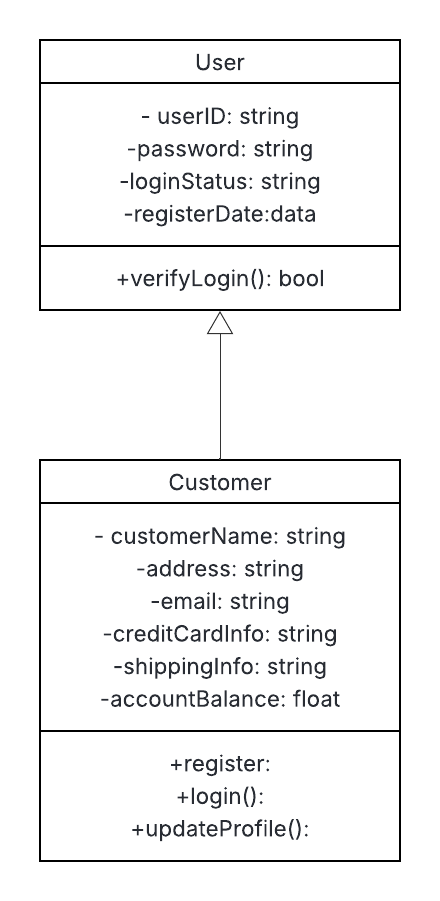 User
- userID: string
-password: string
-loginStatus: string
-registerDate:data
+verifyLogin(): bool
Customer
- customerName: string
-address: string
-email: string
-creditCardInfo: string
-shippingInfo: string
-accountBalance: float
+register:
+login():
+updateProfile():